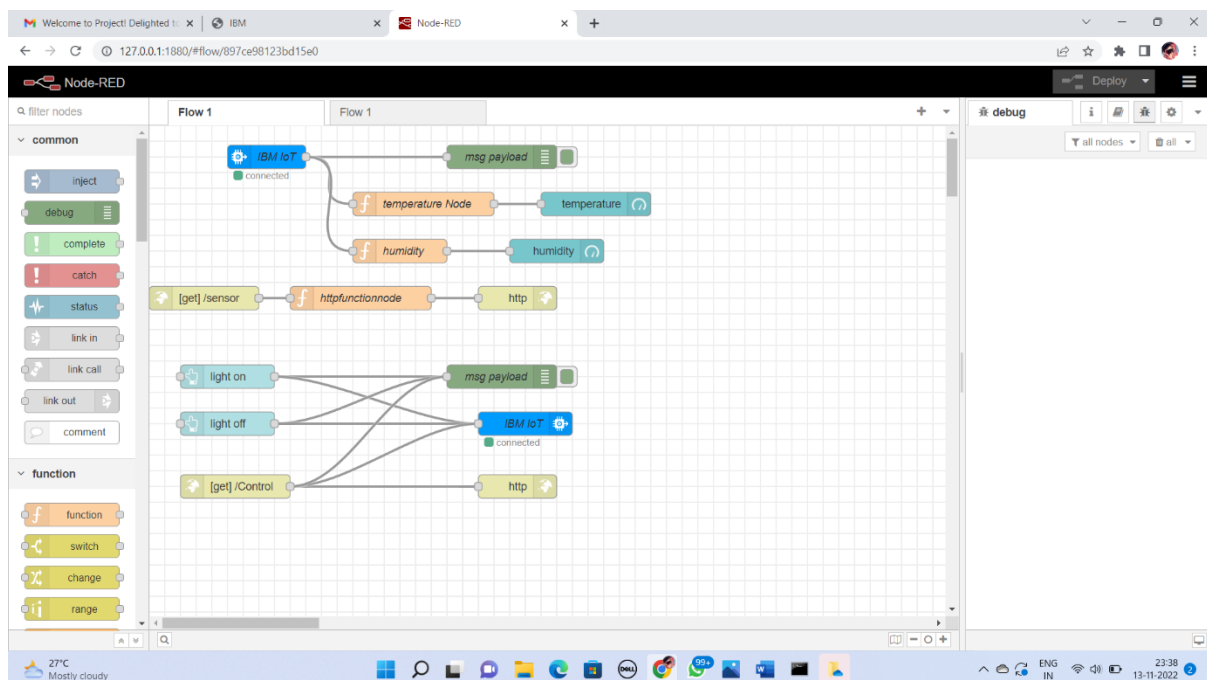 Welcome to Project! Delighted to
IBM
Node-RED
127.0.0.1:1880/#flow/897ce98123bd15e0
Node-RED
Deploy
filter nodes
Flow 1
Flow 1
debug
i
all nodes
all
common
inject
debug
complete
catch
status
link in
link call
link out
comment
function
function
switch
change
range
IBM IoT
connected
msg payload
temperature Node
temperature
humidity
humidity
[get] /sensor
httpfunctionnode
http
light on
msg payload
light off
IBM IoT
connected
[get] /Control
http
27°C
Mostly cloudy
DELL
99+
W
ENG
IN
23:38
13-11-2022
2